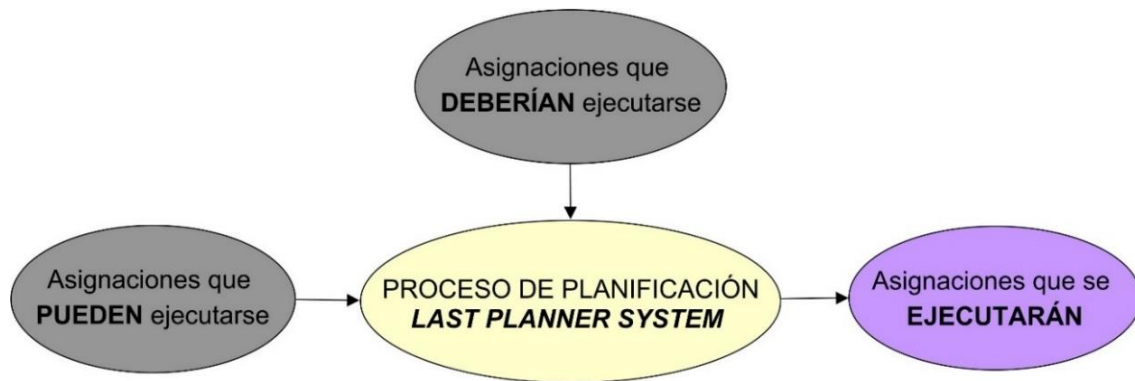 Asignaciones que
DEBERÍAN ejecutarse
Asignaciones que
PUEDEN ejecutarse
PROCESO DE PLANIFICACIÓN
LAST PLANNER SYSTEM
Asignaciones que se
EJECUTARÁN